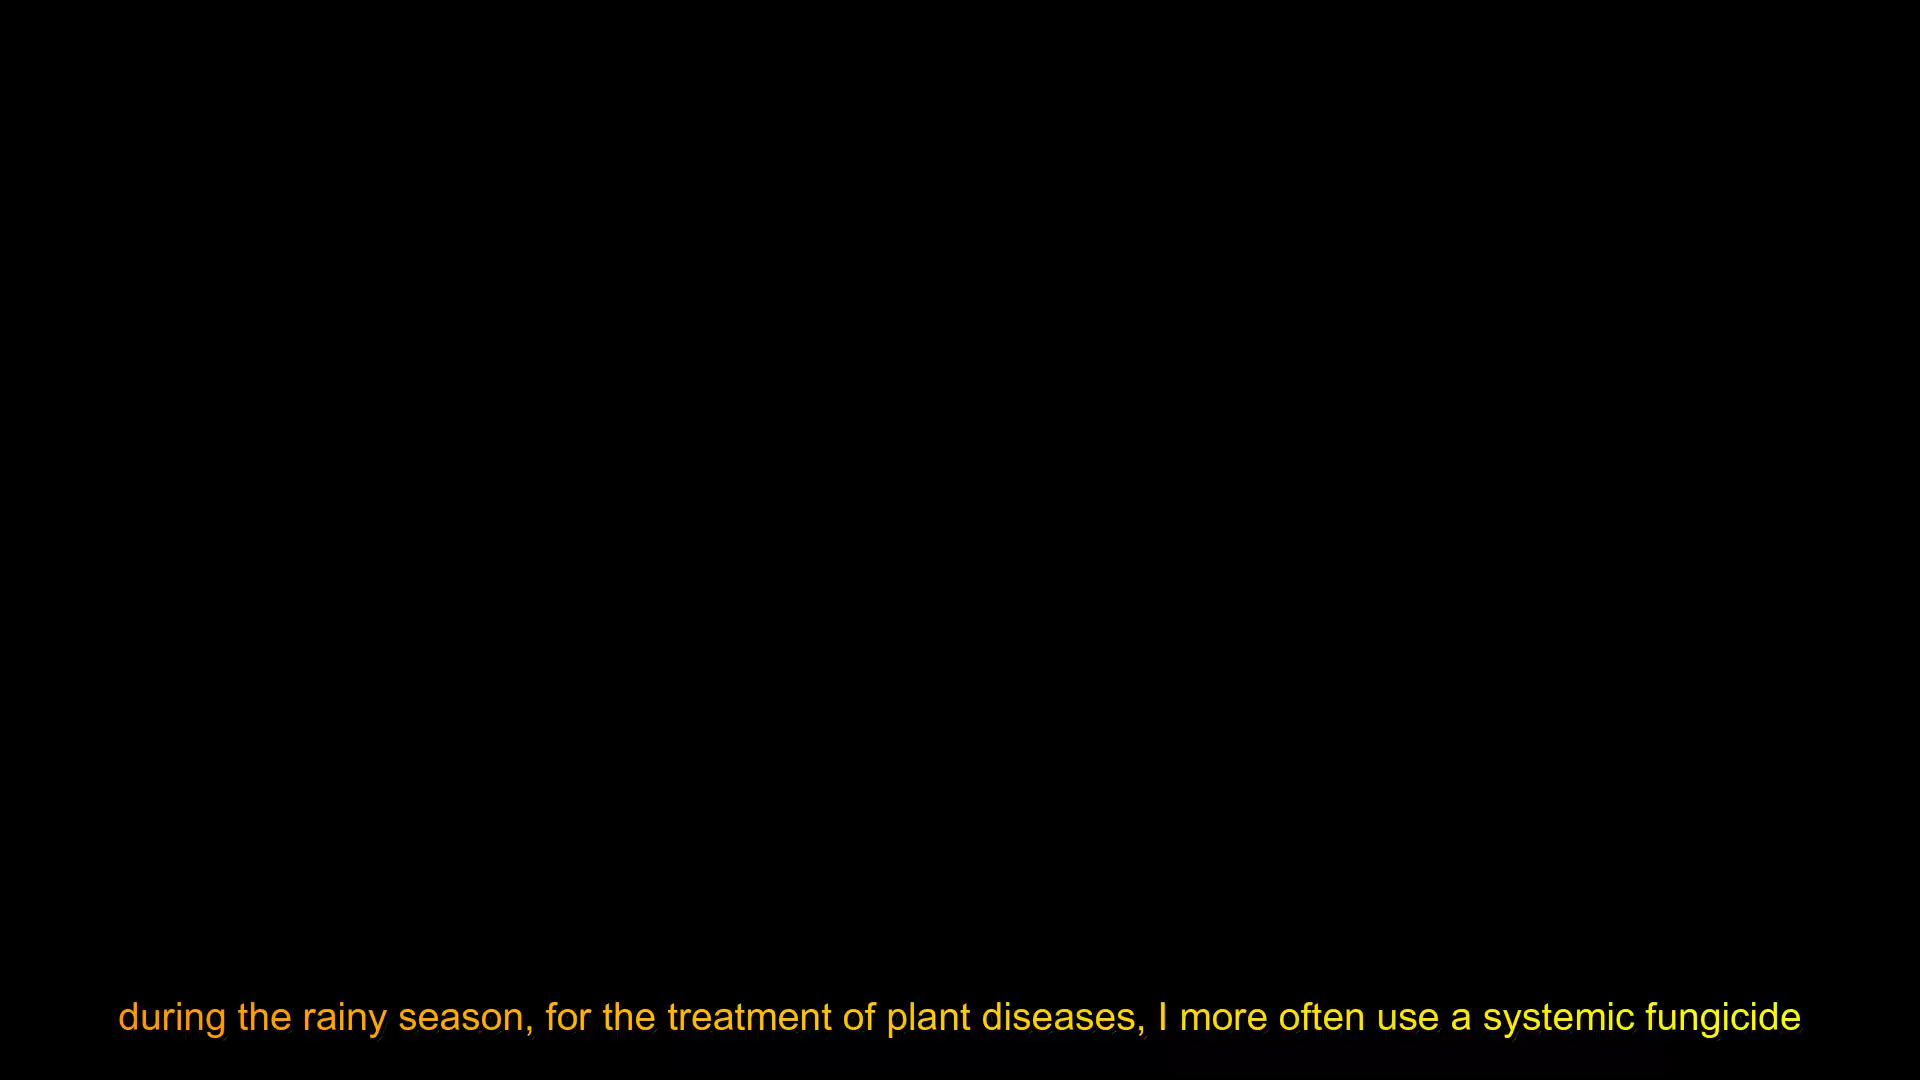 during the rainy season, for the treatment of plant diseases, I more often use a systemic fungicide